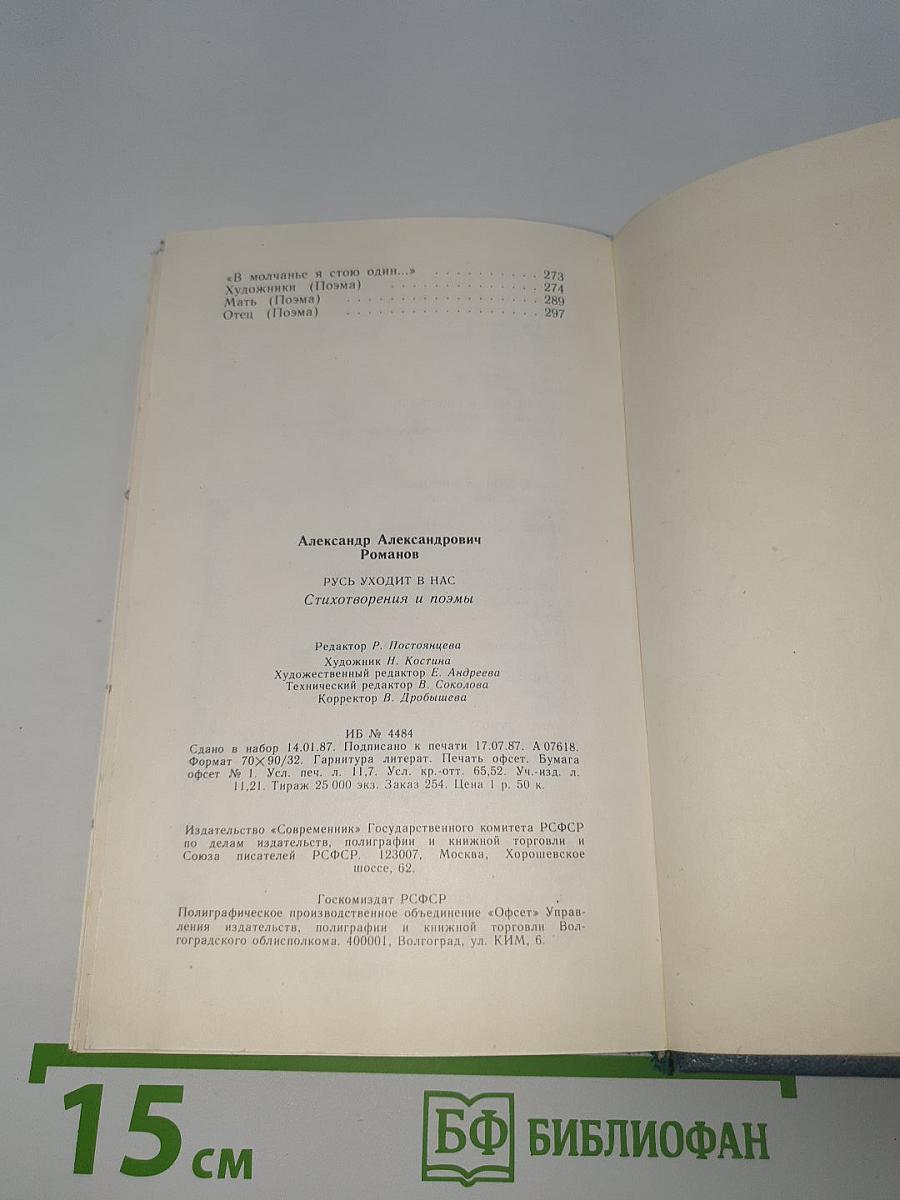 «В молчанье я стою один...» . . . . . . . . . . 273
Художники (Поэма) . . . . . . . . . . . . . . 274
Мать (Поэма) . . . . . . . . . . . . . . . . . . 289
Отец (Поэма) . . . . . . . . . . . . . . . . . . 297
Александр Александрович
Романов
РУСЬ УХОДИТ В НАС
Стихотворения и поэмы
Редактор Р. Постоянцева
Художник Н. Костина
Художественный редактор Е. Андреева
Технический редактор В. Соколова
Корректор В. Дробышева
ИБ № 4484
Сдано в набор 14.01.87. Подписано к печати 17.07.87. А 07618.
Формат 70×90/32. Гарнитура литерат. Печать офсет. Бумага
офсет № 1. Усл. печ. л. 11,7. Усл. кр.-отт. 65,52. Уч.-изд. л.
11,21. Тираж 25 000 экз. Заказ 254. Цена 1 р. 50 к.
Издательство «Современник» Государственного комитета РСФСР
по делам издательств, полиграфии и книжной торговли и
Союза писателей РСФСР. 123007, Москва, Хорошевское
шоссе, 62.
Госкомиздат РСФСР
Полиграфическое производственное объединение «Офсет» Управ-
ления издательств, полиграфии и книжной торговли Вол-
гоградского облисполкома. 400001, Волгоград, ул. КИМ, 6.
15 см
БФ БИБЛИОФАН